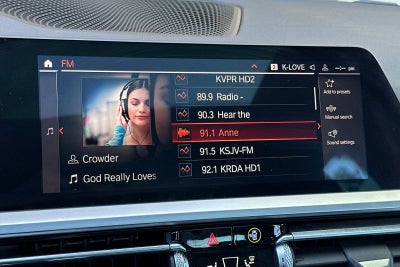 FM
2 K-LOVE
--:-- pm
KVPR HD2
89.9 Radio -
90.3 Hear the
91.1 Anne
91.5 KSJV-FM
92.1 KRDA HD1
Crowder
God Really Loves
Add to presets
Manual search
Sound settings